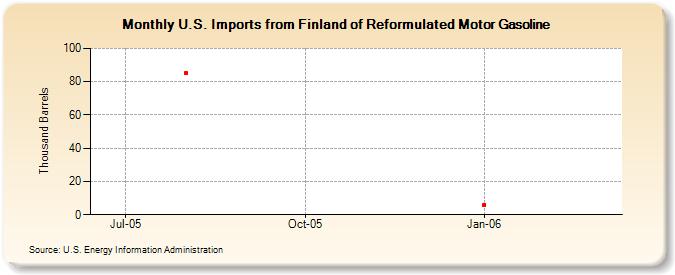 Monthly U.S. Imports from Finland of Reformulated Motor Gasoline
Thousand Barrels
100
80
60
40
20
0
Jul-05 Oct-05 Jan-06
Source: U.S. Energy Information Administration